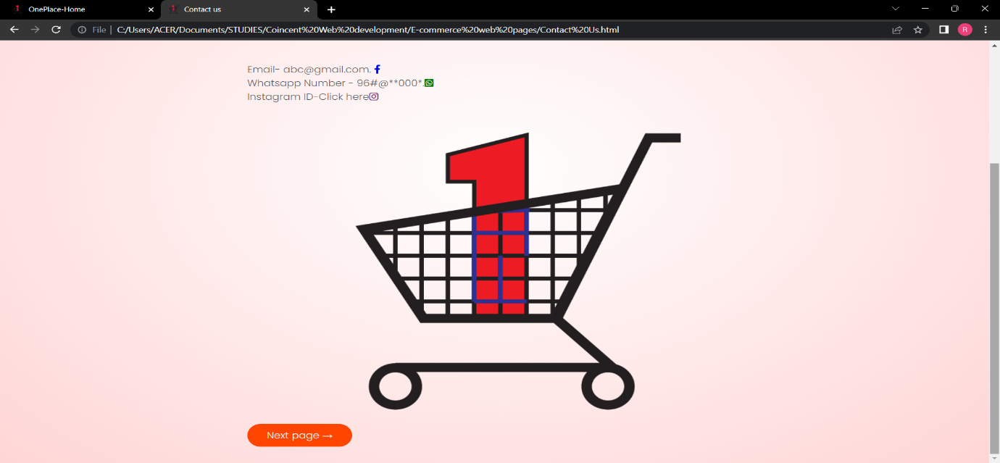 OnePlace-Home
Contact us
File | C:/Users/ACER/Documents/STUDIES/Coincent%20Web%20development/E-commerce%20web%20pages/Contact%20Us.html
R
Email- abc@gmail.com.
Whatsapp Number - 96#@**000*.
Instagram ID-Click here
1
Next page →